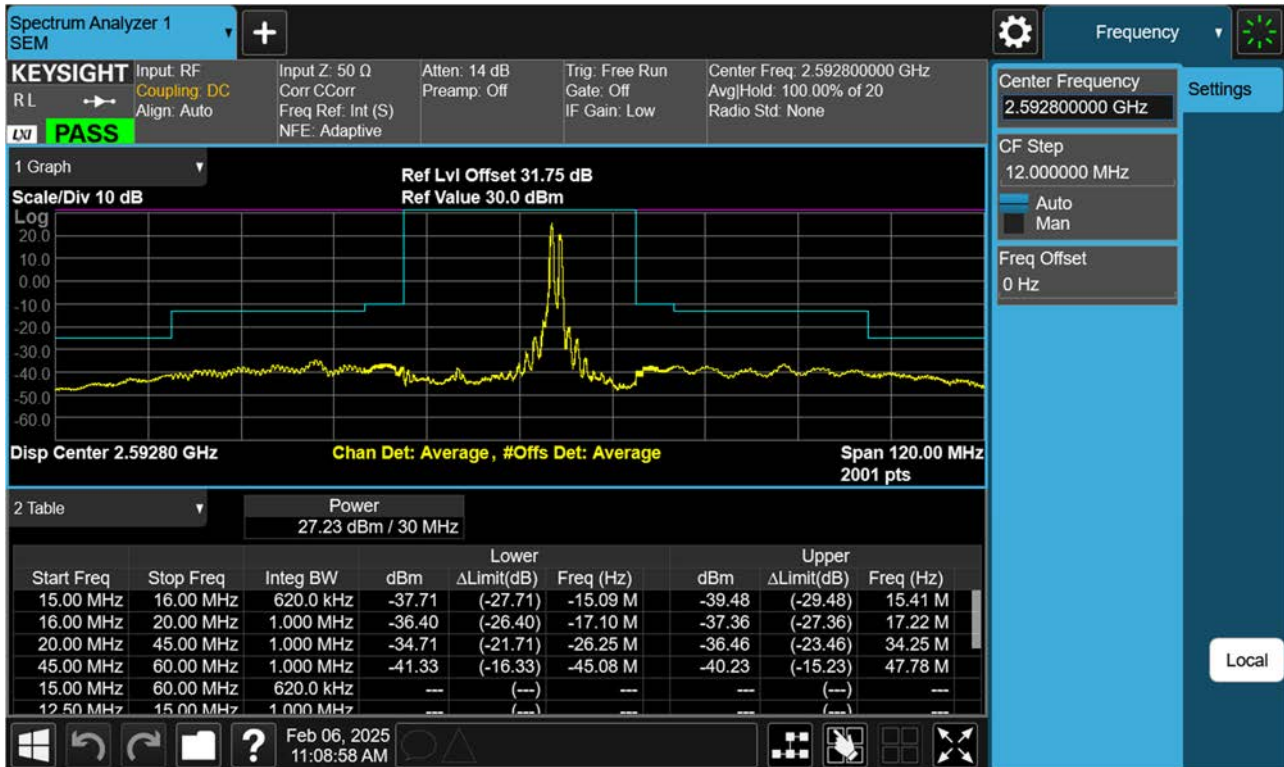 Spectrum Analyzer 1
SEM
+
Frequency
KEYSIGHT
RL
LXI
PASS
Input: RF
Coupling: DC
Align: Auto
Input Z: 50 Ω
Corr CCorr
Freq Ref: Int (S)
NFE: Adaptive
Atten: 14 dB
Preamp: Off
Trig: Free Run
Gate: Off
IF Gain: Low
Center Freq: 2.592800000 GHz
Avg|Hold: 100.00% of 20
Radio Std: None
Center Frequency
2.592800000 GHz
Settings
CF Step
12.000000 MHz
Auto
Man
Freq Offset
0 Hz
Local
1 Graph
Scale/Div 10 dB
Ref Lvl Offset 31.75 dB
Ref Value 30.0 dBm
Log
20.0
10.0
0.00
-10.0
-20.0
-30.0
-40.0
-50.0
-60.0
Disp Center 2.59280 GHz
Chan Det: Average, #Offs Det: Average
Span 120.00 MHz
2001 pts
2 Table
Power
27.23 dBm / 30 MHz
Lower Upper
Start Freq Stop Freq Integ BW dBm ΔLimit(dB) Freq (Hz) dBm ΔLimit(dB) Freq (Hz)
15.00 MHz 16.00 MHz 620.0 kHz -37.71 (-27.71) -15.09 M -39.48 (-29.48) 15.41 M
16.00 MHz 20.00 MHz 1.000 MHz -36.40 (-26.40) -17.10 M -37.36 (-27.36) 17.22 M
20.00 MHz 45.00 MHz 1.000 MHz -34.71 (-21.71) -26.25 M -36.46 (-23.46) 34.25 M
45.00 MHz 60.00 MHz 1.000 MHz -41.33 (-16.33) -45.08 M -40.23 (-15.23) 47.78 M
15.00 MHz 60.00 MHz 620.0 kHz --- (---) --- --- (---) ---
12.50 MHz 15.00 MHz 1.000 MHz --- (---) --- --- (---) ---
?
Feb 06, 2025
11:08:58 AM